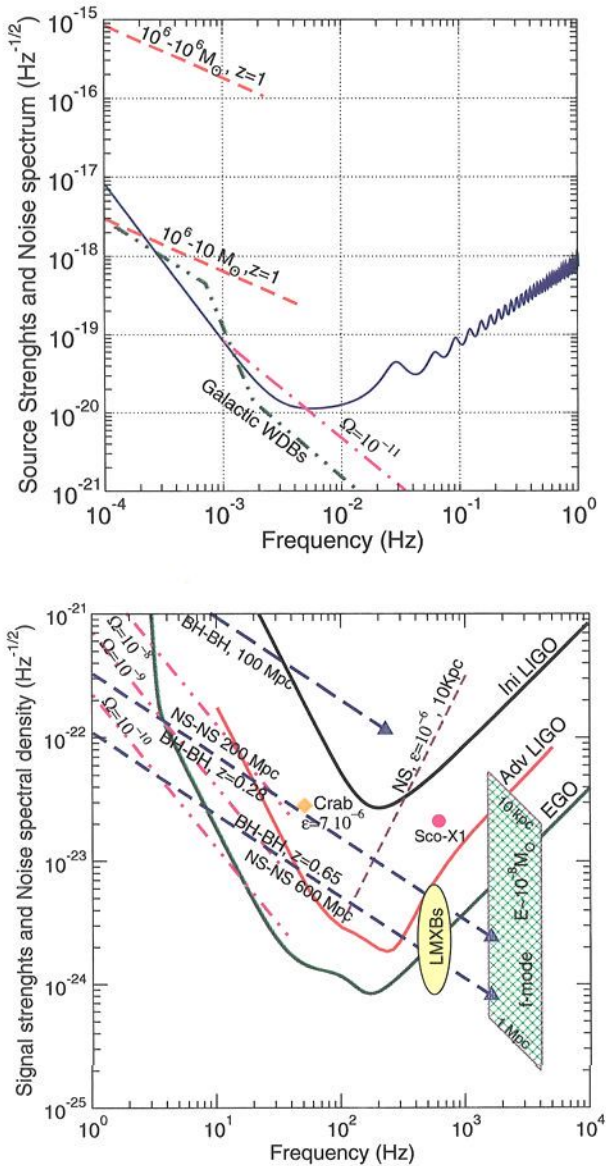 Source Strenghts and Noise spectrum (Hz^-1/2)
10^-15
10^-16
10^-17
10^-18
10^-19
10^-20
10^-21
10^6-10^6 M⊙, z=1
10^6-10 M⊙, z=1
Galactic WDBs
Ω=10^-11
10^-4
10^-3
10^-2
10^-1
10^0
Frequency (Hz)
Signal strenghts and Noise spectral density (Hz^-1/2)
10^-21
10^-22
10^-23
10^-24
10^-25
Ω=10^-8
Ω=10^-9
Ω=10^-10
BH-BH, 100 Mpc
NS-NS 200 Mpc
BH-BH, z=0.28
BH-BH, z=0.65
NS-NS 600 Mpc
Crab
ε=7 10^-6
NS, ε=10^-6, 10Kpc
Sco-X1
LMXBs
Ini LIGO
Adv LIGO
EGO
10 kpc
E~10^-8 M⊙
f-mode
1 Mpc
10^0
10^1
10^2
10^3
10^4
Frequency (Hz)